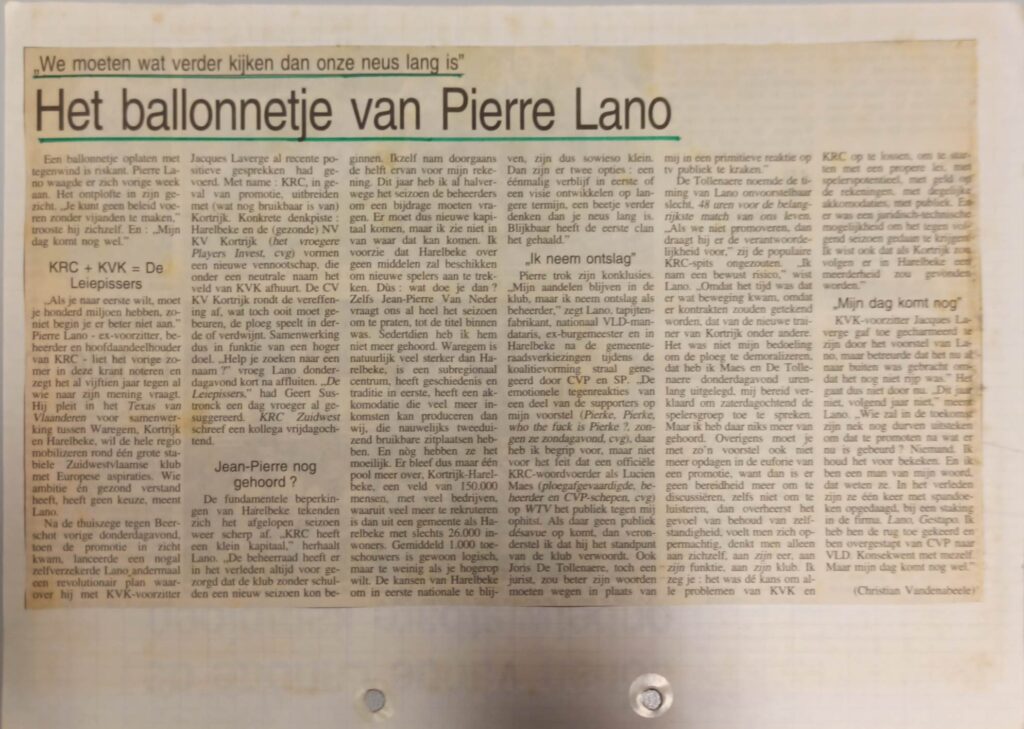 „We moeten wat verder kijken dan onze neus lang is”
Het ballonnetje van Pierre Lano
Een ballonnetje oplaten met
tegenwind is riskant. Pierre La-
no waagde er zich vorige week
aan. Het ontplofte in zijn ge-
zicht. „Je kunt geen beleid voe-
ren zonder vijanden te maken,”
trooste hij zichzelf. En : „Mijn
dag komt nog wel.”
KRC + KVK = De
Leiepissers
„Als je naar eerste wilt, moet
je honderd miljoen hebben, zo-
niet begin je er beter niet aan.”
Pierre Lano - ex-voorzitter, be-
heerder en hoofdaandeelhouder
van KRC - liet het vorige zo-
mer in deze krant noteren en
zegt het al vijftien jaar tegen al
wie naar zijn mening vraagt.
Hij pleit in het Texas van
Vlaanderen voor samenwer-
king tussen Waregem, Kortrijk
en Harelbeke, wil de hele regio
mobilizeren rond één grote sta-
biele Zuidwestvlaamse klub
met Europese aspiraties. Wie
ambitie én gezond verstand
heeft, heeft geen keuze, meent
Lano.
Na de thuiszege tegen Beer-
schot vorige donderdagavond,
toen de promotie in zicht
kwam, lanceerde een nogal
zelfverzekerde Lano andermaal
een revolutionair plan waar-
over hij met KVK-voorzitter
Jacques Laverge al recente po-
sitieve gesprekken had ge-
voerd. Met name : KRC, in ge-
val van promotie, uitbreiden
met (wat nog bruikbaar is van)
Kortrijk. Konkrete denkpiste :
Harelbeke en de (gezonde) NV
KV Kortrijk (het vroegere
Players Invest, cvg) vormen
een nieuwe vennootschap, die
onder een neutrale naam het
veld van KVK afhuurt. De CV
KV Kortrijk rondt de vereffen-
ing af, wat toch ooit moet ge-
beuren, de ploeg speelt in der-
de of verdwijnt. Samenwerking
dus in funktie van een hoger
doel. „Help je zoeken naar een
naam ?” vroeg Lano donder-
dagavond kort na affluiten. „De
Leiepissers,” had Geert Sus-
tronck een dag vroeger al ge-
suggereerd. KRC Zuidwest
schreef een kollega vrijdagoch-
tend.
Jean-Pierre nog
gehoord ?
De fundamentele beperkin-
gen van Harelbeke tekenden
zich het afgelopen seizoen
weer scherp af. „KRC heeft
een klein kapitaal,” herhaalt
Lano. „De beheerraad heeft er
in het verleden altijd voor ge-
zorgd dat de klub zonder schul-
den een nieuw seizoen kon be-
ginnen. Ikzelf nam doorgaans
de helft ervan voor mijn reke-
ning. Dit jaar heb ik al halver-
wege het seizoen de beheerders
om een bijdrage moeten vra-
gen. Er moet dus nieuwe kapi-
taal komen, maar ik zie niet in
van waar dat kan komen. Ik
voorzie dat Harelbeke over
geen middelen zal beschikken
om nieuwe spelers aan te trek-
ken. Dùs : wat doe je dan ?
Zelfs Jean-Pierre Van Neder
vraagt ons al heel het seizoen
om te praten, tot de titel binnen
was. Sedertdien heb ik hem
niet meer gehoord. Waregem is
natuurlijk veel sterker dan Ha-
relbeke, is een subregionaal
centrum, heeft geschiedenis en
traditie in eerste, heeft een ak-
komodatie die veel meer in-
komsten kan produceren dan
wij, die nauwelijks tweeduiz-
zend bruikbare zitplaatsen heb-
ben. En nòg hebben ze het
moeilijk. Er bleef dus maar één
pool meer over, Kortrijk-Harel-
beke, een veld van 150.000
mensen, met veel bedrijven,
waaruit veel meer te rekruteren
is dan uit een gemeente als Ha-
relbeke met slechts 26.000 in-
woners. Gemiddeld 1.000 toe-
schouwers is gewoon logisch,
maar te weinig als je hogerop
wilt. De kansen van Harelbeke
om in eerste nationale te blij-
ven, zijn dus sowieso klein.
Dan zijn er twee opties : een
éénmalig verblijf in eerste of
een visie ontwikkelen op lan-
gere termijn, een beetje verder
denken dan je neus lang is.
Blijkbaar heeft de eerste clan
het gehaald.”
„Ik neem ontslag”
Pierre trok zijn konklusies.
„Mijn aandelen blijven in de
klub, maar ik neem ontslag als
beheerder,” zegt Lano, tapijten-
fabrikant, nationaal VLD-man-
dataris, ex-burgemeester en in
Harelbeke na de gemeente-
raadsverkiezingen tijdens de
koalitievorming straal gene-
geerd door CVP en SP. „De
emotionele tegenreakties van
een deel van de supporters op
mijn voorstel (Pierke, Pierke,
who the fuck is Pierke ?, zon-
gen ze zondagavond, cvg), daar
heb ik begrip voor, maar niet
voor het feit dat een officiële
KRC-woordvoerder als Lucien
Maes (ploegafgevaardigde, be-
heerder en CVP-schepen, cvg)
op WTV het publiek tegen mij
ophitst. Als daar geen publiek
désavue op komt, dan veron-
derstel ik dat hij het standpunt
van de klub verwoordt. Ook
Joris De Tollenaere, toch een
jurist, zou beter zijn woorden
moeten wegen in plaats van
mij in een primitieve reaktie op
tv publiek te kraken.”
De Tollenaere noemde de ti-
ming van Lano onvoorstelbaar
slecht, 48 uren voor de belang-
rijkste match van ons leven.
„Als we niet promoveren, dan
draagt hij er de verantwoorde-
lijkheid voor,” zij de populaire
KRC-spits ongezouten. „Ik
nam een bewust risico,” wist
Lano. „Omdat het tijd was dat
er wat beweging kwam, omdat
er kontrakten zouden getekend
worden, dat van de nieuwe trai-
ner van Kortrijk onder andere.
Het was niet mijn bedoeling
om de ploeg te demoralizeren,
dat heb ik Maes en De Tolle-
naere donderdagavond uren-
lang uitgelegd, mij bereid ver-
klaard om zaterdagochtend de
spelersgroep toe te spreken.
Maar ik heb daar niks meer van
gehoord. Overigens moet je
met zo’n voorstel ook niet
meer opdagen in de euforie van
een promotie, want dan is er
geen bereidheid meer om te
discussiëren, zelfs niet om te
luisteren, dan overheerst het
gevoel van behoud van zelf-
standigheid, voelt men zich op-
permachtig, denkt men alleen
aan zichzelf, aan zijn eer, aan
zijn funktie, aan zijn klub. Ik
zeg je : het was dé kans om al-
le problemen van KVK en
KRC op te lossen, om te star-
ten met een propere lei, met
spelerspotentieel, met geld op
de rekeningen, met degelijke
akkomodaties, met publiek. En
er was een juridisch-technische
mogelijkheid om het tegen vol-
gend seizoen gedaan te krijgen.
Ik wist ook dat als Kortrijk zou
volgen er in Harelbeke een
meerderheid zou gevonden
worden.”
„Mijn dag komt nog”
KVK-voorzitter Jacques La-
verge gaf toe gecharmeerd te
zijn door het voorstel van La-
no, maar betreurde dat het nu al
naar buiten was gebracht om-
dat het nog niet rijp was.” Het
gaat dus niet door nu. „Dit jaar
niet, volgend jaar niet,” meent
Lano. „Wie zal in de toekomst
zijn nek nog durven uitsteken
om dat te promoten na wat er
nu is gebeurd ? Niemand. Ik
houd het voor bekeken. En ik
ben een man van mijn woord,
dat weten ze. In het verleden
zijn ze één keer met spandoe-
ken opgedaagd, bij een staking
in de firma. Lano, Gestapo. Ik
heb hen de rug toe gekeerd en
ben overgestapt van CVP naar
VLD. Konsekwent met mezelf.
Maar mijn dag komt nog wel.”
(Christian Vandenabeele)